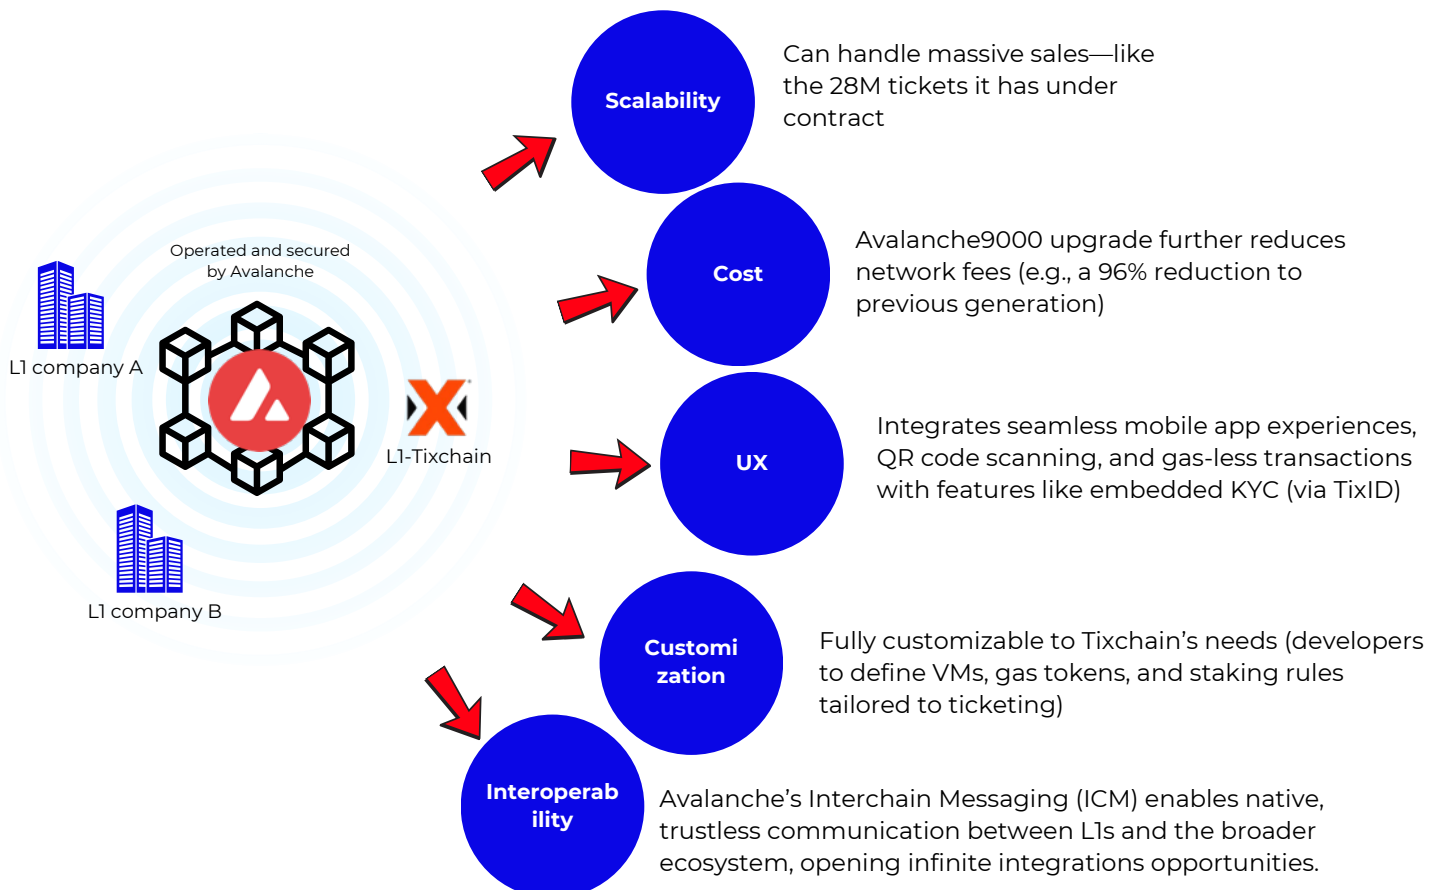 Operated and secured
by Avalanche
L1 company A
L1-Tixchain
L1 company B
Scalability
Can handle massive sales—like
the 28M tickets it has under
contract
Cost
Avalanche9000 upgrade further reduces
network fees (e.g., a 96% reduction to
previous generation)
UX
Integrates seamless mobile app experiences,
QR code scanning, and gas-less transactions
with features like embedded KYC (via TixID)
Customi
zation
Fully customizable to Tixchain’s needs (developers
to define VMs, gas tokens, and staking rules
tailored to ticketing)
Interoperab
ility
Avalanche’s Interchain Messaging (ICM) enables native,
trustless communication between L1s and the broader
ecosystem, opening infinite integrations opportunities.